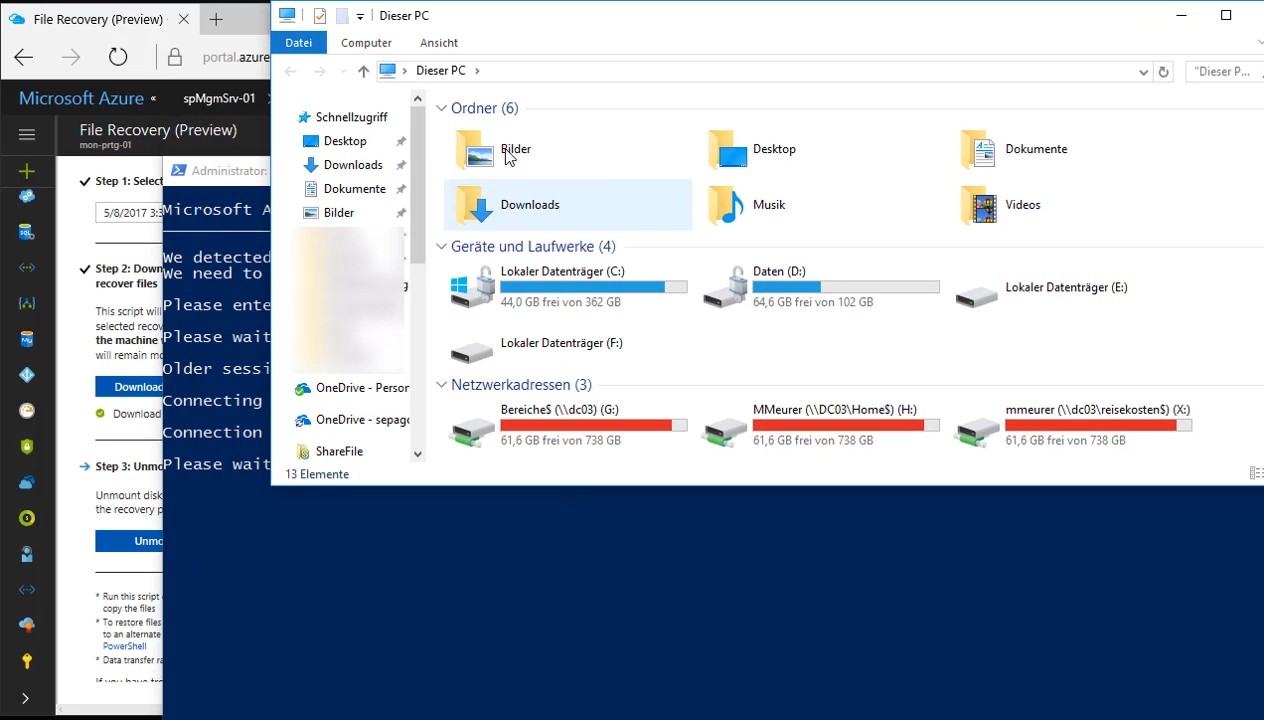 File Recovery (Preview)
portal.azure
Microsoft Azure «
spMgmSrv-01
File Recovery (Preview)
mon-prtg-01
Step 1: Selec
5/8/2017 3:3
Step 2: Down
recover files
This script will
selected recov
the machine
will remain mo
Download
Download
Step 3: Unmo
Unmount disk
the recovery p
Unmo
* Run this script
copy the files
* To restore files
to an alternate
PowerShell
* Data transfer ra
If you have tro
Administrator:
Microsoft A
We detected
We need to
Please ente
Please wait
Older sessi
Connecting
Connection
Please wait
Dieser PC
Datei
Computer
Ansicht
Dieser PC
"Dieser P...
Schnellzugriff
Desktop
Downloads
Dokumente
Bilder
OneDrive - Person
OneDrive - sepago
ShareFile
Ordner (6)
Bilder
Desktop
Dokumente
Downloads
Musik
Videos
Geräte und Laufwerke (4)
Lokaler Datenträger (C:)
44,0 GB frei von 362 GB
Daten (D:)
64,6 GB frei von 102 GB
Lokaler Datenträger (E:)
Lokaler Datenträger (F:)
Netzwerkadressen (3)
Bereiche$ (\\dc03) (G:)
61,6 GB frei von 738 GB
MMeurer (\\DC03\Home$) (H:)
61,6 GB frei von 738 GB
mmeurer (\\dc03\reisekosten$) (X:)
61,6 GB frei von 738 GB
13 Elemente